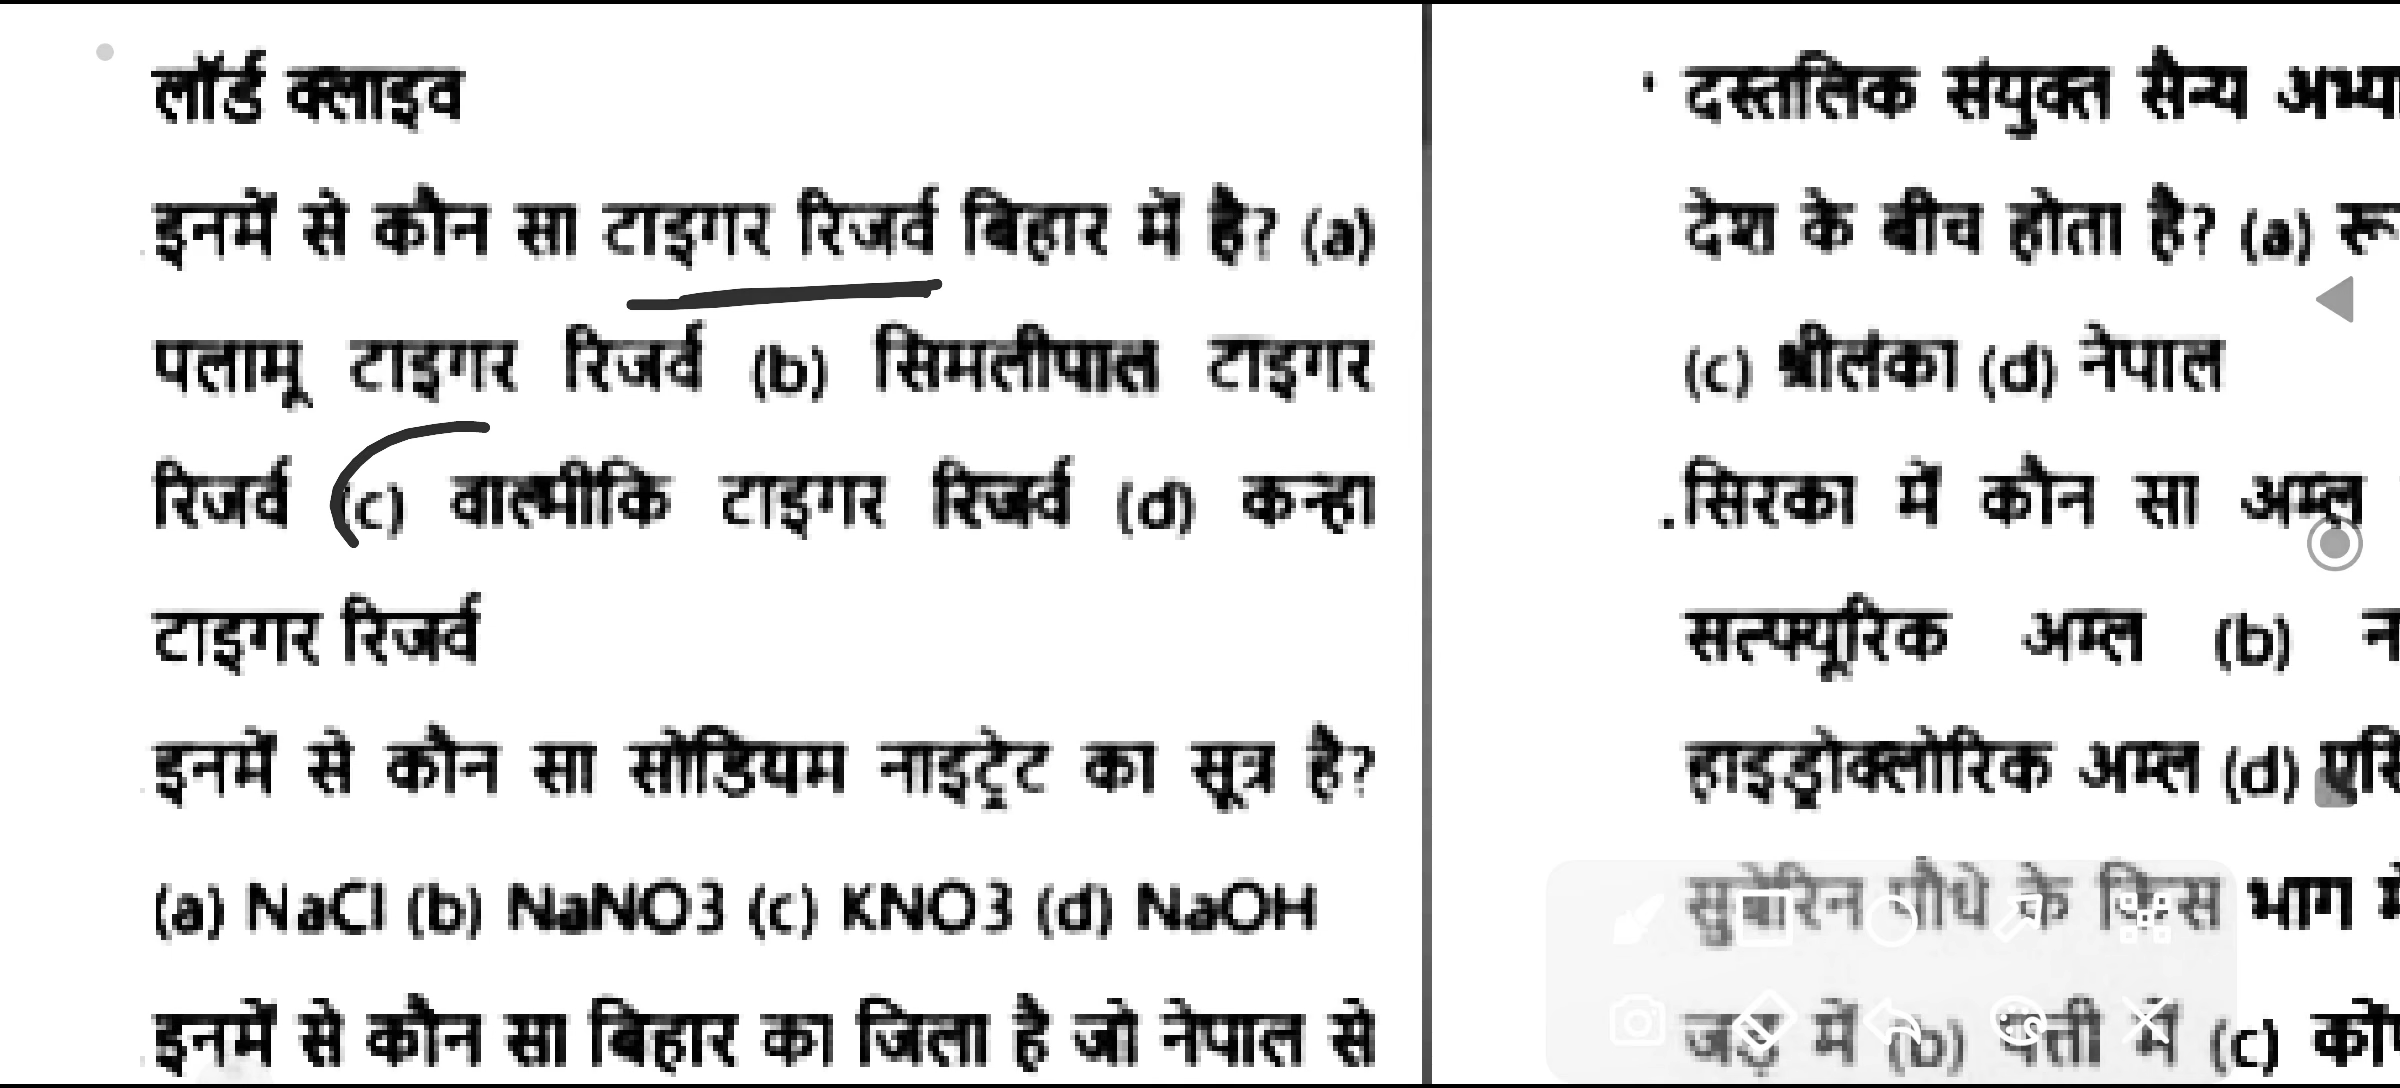 लॉर्ड क्लाइव
इनमें से कौन सा टाइगर रिजर्व बिहार में है? (a)
पलामू टाइगर रिजर्व (b) सिमलीपाल टाइगर
रिजर्व (c) वाल्मीकि टाइगर रिजर्व (d) कन्हा
टाइगर रिजर्व
इनमें से कौन सा सोडियम नाइट्रेट का सूत्र है?
(a) NaCl (b) NaNO3 (c) KNO3 (d) NaOH
इनमें से कौन सा बिहार का जिला है जो नेपाल से
दस्तलिक संयुक्त सैन्य
देश के बीच होता है? (a)
(c) श्रीलंका (d) नेपाल
सिरका में कौन सा अम्ल
सल्फ्यूरिक अम्ल (b)
हाइड्रोक्लोरिक अम्ल (d)
सुबेरिन पौधे के किस भाग
जड़ में (b) पत्ती में (c)